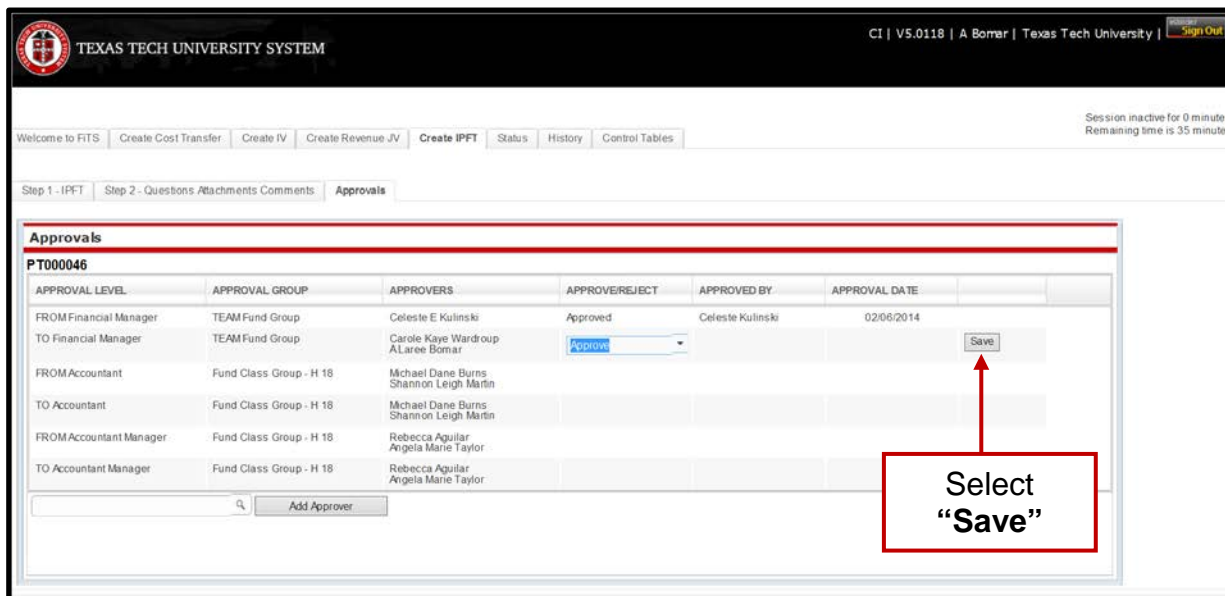 TEXAS TECH UNIVERSITY SYSTEM
CI | V5.0118 | A Bomar | Texas Tech University | Sign Out
Session inactive for 0 minute
Remaining time is 35 minute
Welcome to FiTS Create Cost Transfer Create IV Create Revenue JV Create IPFT Status History Control Tables
Step 1 - IPFT Step 2 - Questions Attachments Comments Approvals
Approvals
PT000046
APPROVAL LEVEL APPROVAL GROUP APPROVERS APPROVE/REJECT APPROVED BY APPROVAL DATE
FROM Financial Manager TEAM Fund Group Celeste E Kulinski Approved Celeste Kulinski 02/06/2014
TO Financial Manager TEAM Fund Group Carole Kaye Wardroup Approve Save
ALaree Bomar
FROM Accountant Fund Class Group - H 18 Michael Dane Burns
Shannon Leigh Martin
TO Accountant Fund Class Group - H 18 Michael Dane Burns
Shannon Leigh Martin
FROM Accountant Manager Fund Class Group - H 18 Rebecca Aguilar
Angela Marie Taylor
TO Accountant Manager Fund Class Group - H 18 Rebecca Aguilar
Angela Marie Taylor
Add Approver
Select
“Save”